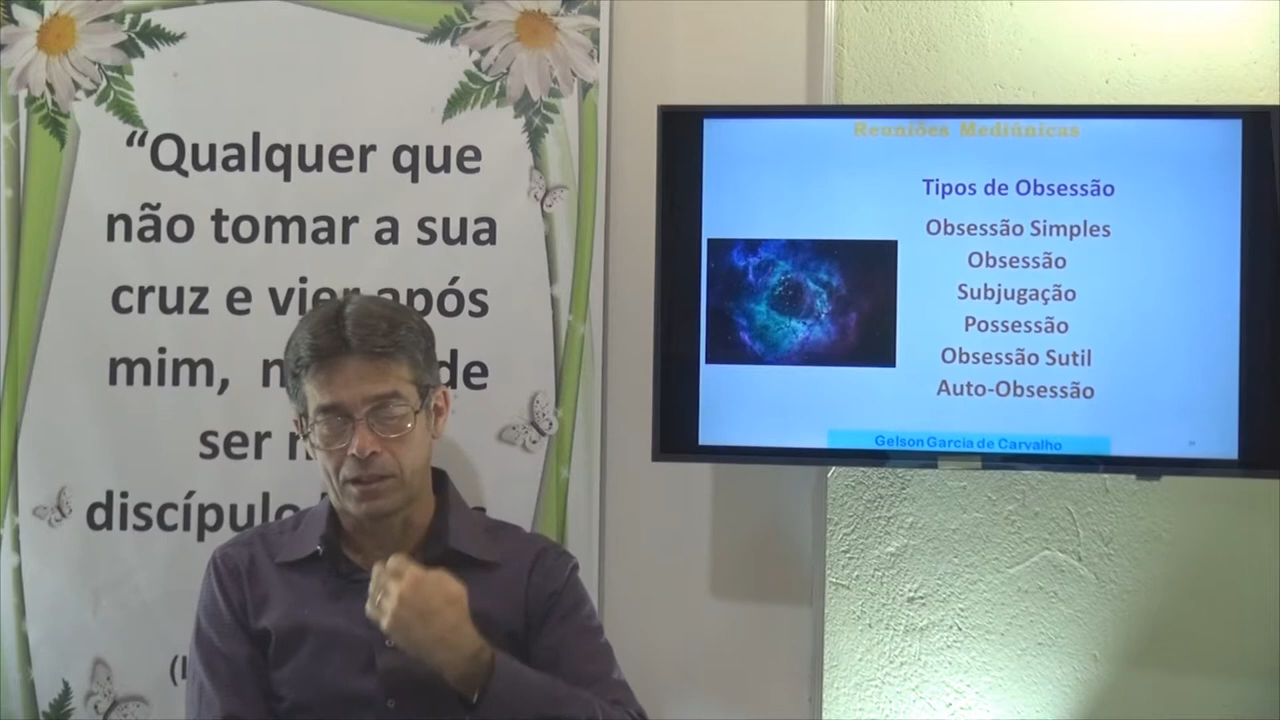 “Qualquer que
não tomar a sua
cruz e vier após
mim, n de
ser
discípulo
Reuniões Mediúnicas
Tipos de Obsessão
Obsessão Simples
Obsessão
Subjugação
Possessão
Obsessão Sutil
Auto-Obsessão
Gelson Garcia de Carvalho